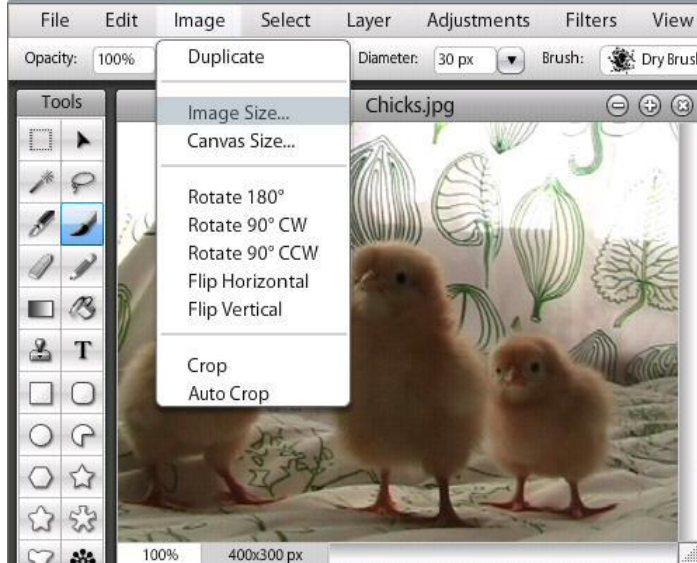 File Edit Image Select Layer Adjustments Filters View
Opacity: 100% Diameter: 30 px Brush: Dry Brus
Tools
Chicks.jpg
Duplicate
Image Size...
Canvas Size...
Rotate 180°
Rotate 90° CW
Rotate 90° CCW
Flip Horizontal
Flip Vertical
Crop
Auto Crop
T
100% 400x300 px